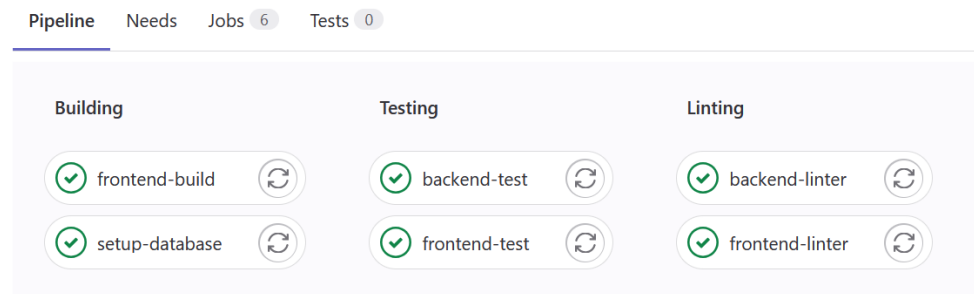 Pipeline Needs Jobs 6 Tests 0
Building Testing Linting
frontend-build backend-test backend-linter
setup-database frontend-test frontend-linter